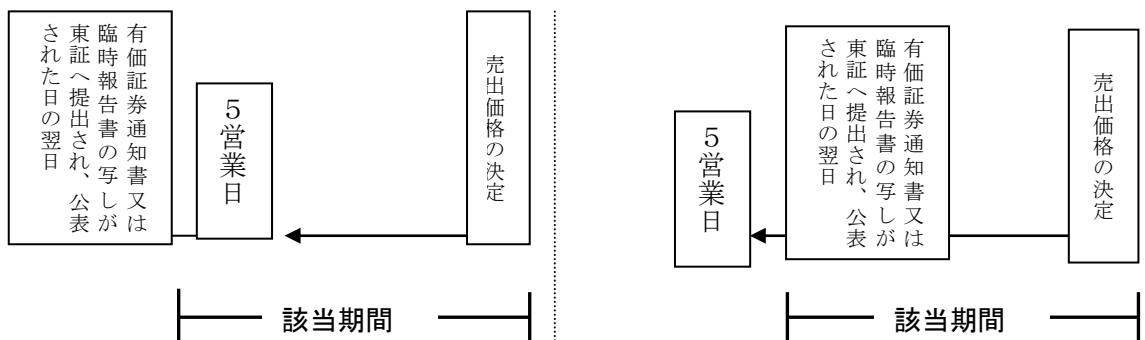 有価証券通知書又は
臨時報告書の写しが
東証へ提出され、公表
された日の翌日
５営業日
売出価格の決定
該当期間
５営業日
有価証券通知書又は
臨時報告書の写しが
東証へ提出され、公表
された日の翌日
売出価格の決定
該当期間